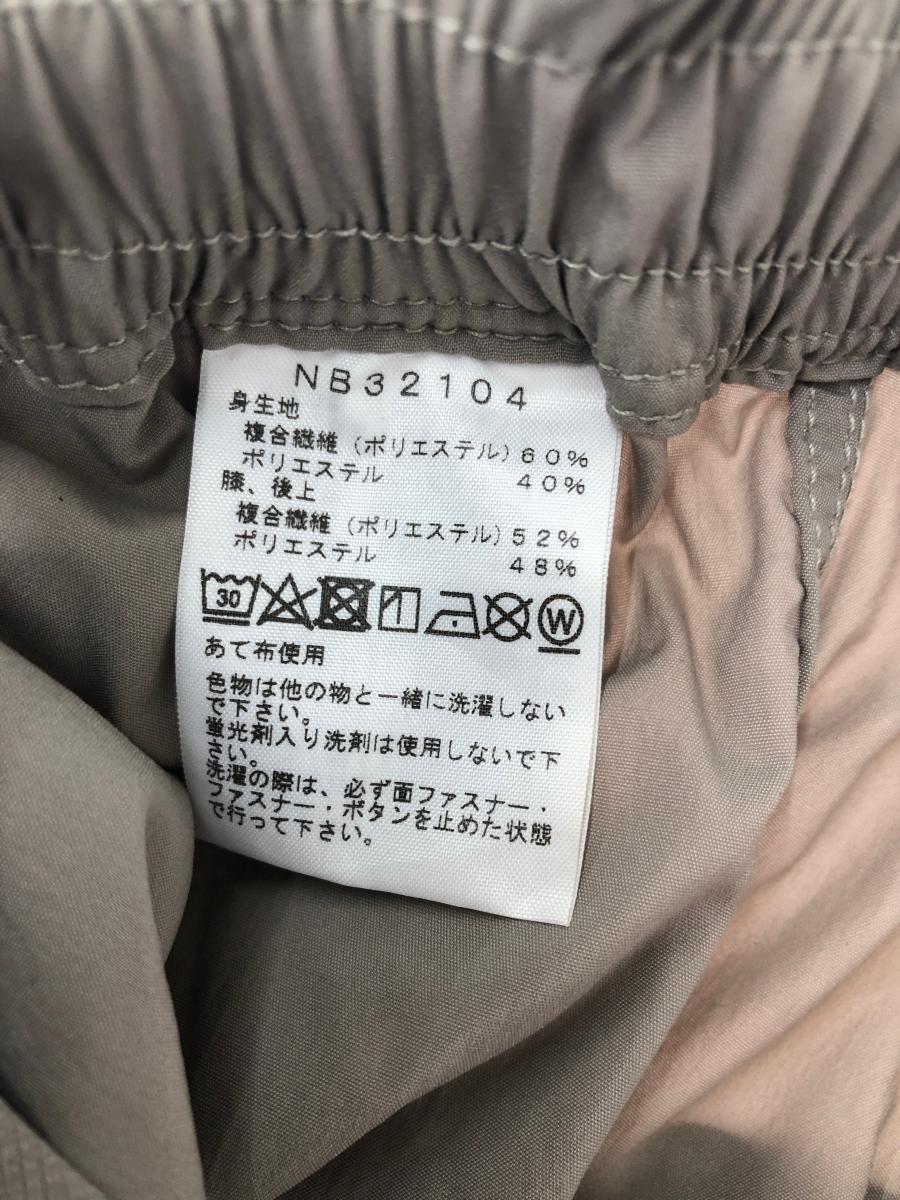 NB32104
身生地
複合繊維(ポリエステル)60%
ポリエステル 40%
膝、後上
複合繊維(ポリエステル)52%
ポリエステル 48%
30 W
あて布使用
色物は他の物と一緒に洗濯しない
で下さい。
蛍光剤入り洗剤は使用しないで下
さい。
洗濯の際は、必ず面ファスナー・
ファスナー・ボタンを止めた状態
で行って下さい。